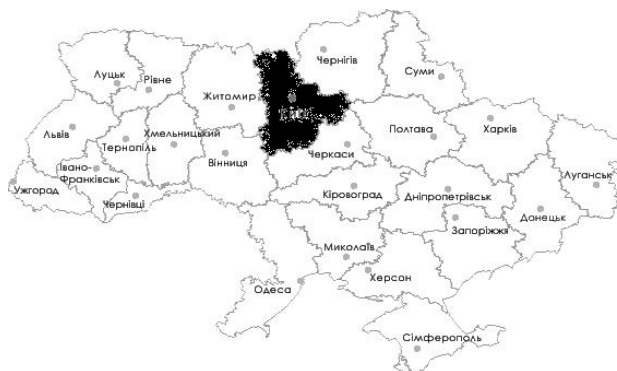 Чернігів
Луцьк
Рівне
Суми
Житомир
Львів
Тернопіль
Хмельницький
Вінниця
Черкаси
Полтава
Харків
Івано-
Франківськ
Ужгород
Чернівці
Кіровоград
Дніпропетрівськ
Луганськ
Донецьк
Запоріжжя
Миколаїв
Херсон
Одеса
Сімферополь